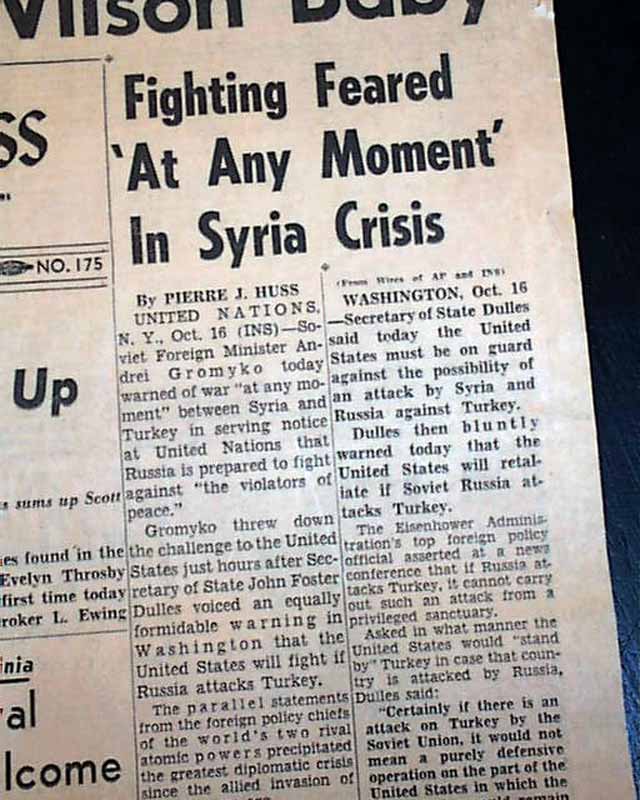 Wilson Baby
ss
NO. 175
Up
s sums up Scott
es found in the
Evelyn Throsby
first time today
roker L. Ewing
nia
al
lcome
Fighting Feared
'At Any Moment'
In Syria Crisis
By PIERRE J. HUSS
UNITED NATIONS,
N. Y., Oct. 16 (INS)—So-
viet Foreign Minister An-
drei Gromyko today
warned of war "at any mo-
ment" between Syria and
Turkey in serving notice
at United Nations that
Russia is prepared to fight
against "the violators of
peace."
Gromyko threw down
the challenge to the United
States just hours after Sec-
retary of State John Foster
Dulles voiced an equally
formidable warning in
Washington that the
United States will fight if
Russia attacks Turkey.
The parallel statements
from the foreign policy chiefs
of the world's two rival
atomic powers precipitated
the greatest diplomatic crisis
since the allied invasion of
(From Wires of AP and INS)
WASHINGTON, Oct. 16
—Secretary of State Dulles
said today the United
States must be on guard
against the possibility of
an attack by Syria and
Russia against Turkey.
Dulles then bluntly
warned today that the
United States will retal-
iate if Soviet Russia at-
tacks Turkey.
The Eisenhower Adminis-
tration's top foreign policy
official asserted at a news
conference that if Russia at-
tacks Turkey, it cannot carry
out such an attack from a
privileged sanctuary.
Asked in what manner the
United States would "stand
by" Turkey in case that coun-
try is attacked by Russia,
Dulles said:
"Certainly if there is an
attack on Turkey by the
Soviet Union, it would not
mean a purely defensive
operation on the part of the
United States in which the